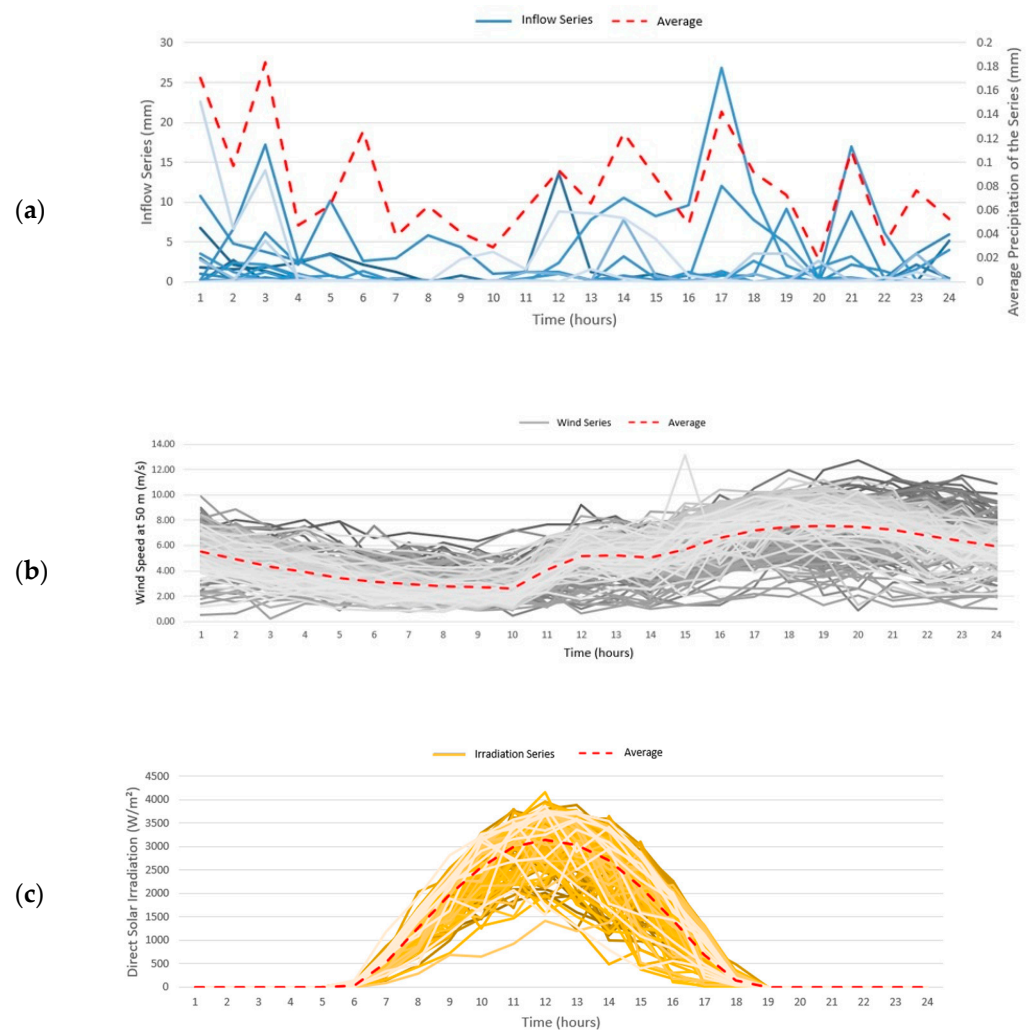 Inflow Series Average
Inflow Series (mm)
30
25
20
15
10
5
0
0.2
0.18
0.16
0.14
0.12
0.1
0.08
0.06
0.04
0.02
0
Average Precipitation of the Series (mm)
1 2 3 4 5 6 7 8 9 10 11 12 13 14 15 16 17 18 19 20 21 22 23 24
Time (hours)
(a)
Wind Series Average
Wind Speed at 50 m (m/s)
14.00
12.00
10.00
8.00
6.00
4.00
2.00
0.00
1 2 3 4 5 6 7 8 9 10 11 12 13 14 15 16 17 18 19 20 21 22 23 24
Time (hours)
(b)
Irradiation Series Average
Direct Solar Irradiation (W/m²)
4500
4000
3500
3000
2500
2000
1500
1000
500
0
1 2 3 4 5 6 7 8 9 10 11 12 13 14 15 16 17 18 19 20 21 22 23 24
Time (hours)
(c)